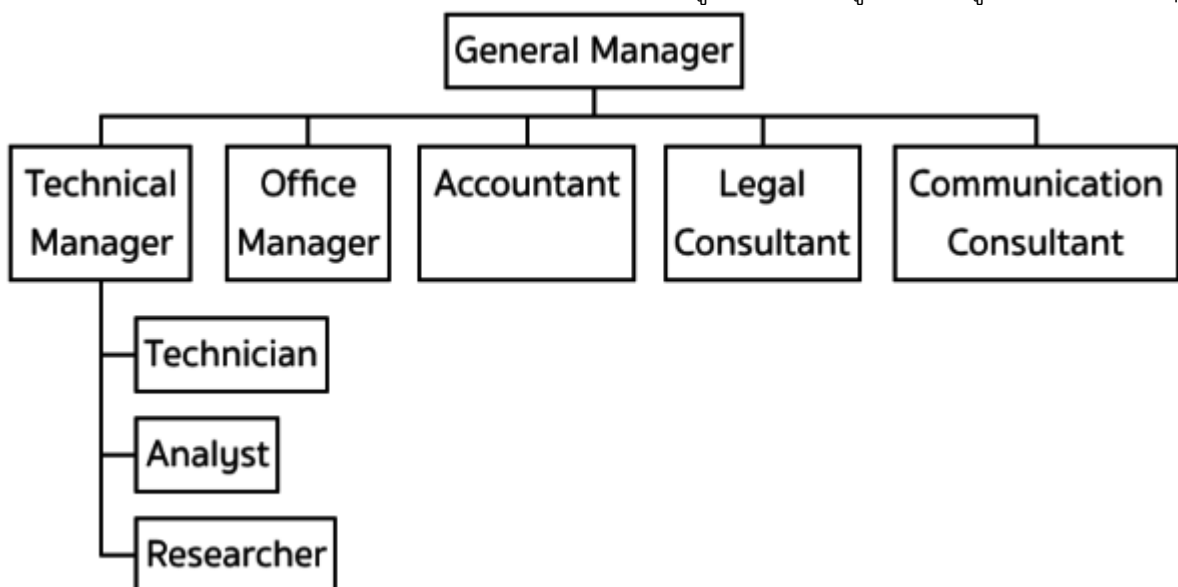 General Manager
Technical
Manager
Office
Manager
Accountant
Legal
Consultant
Communication
Consultant
Technician
Analyst
Researcher